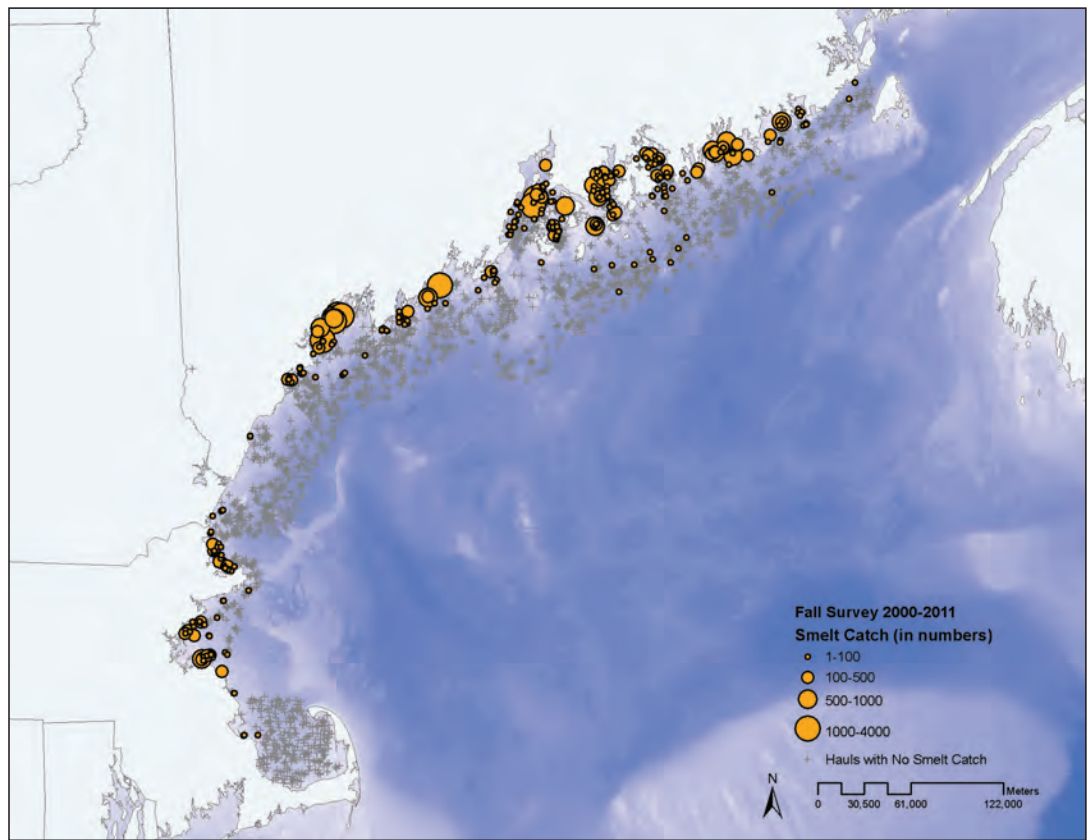 Fall Survey 2000-2011
Smelt Catch (in numbers)
1-100
100-500
500-1000
1000-4000
Hauls with No Smelt Catch
N
Meters
0 30,500 61,000 122,000